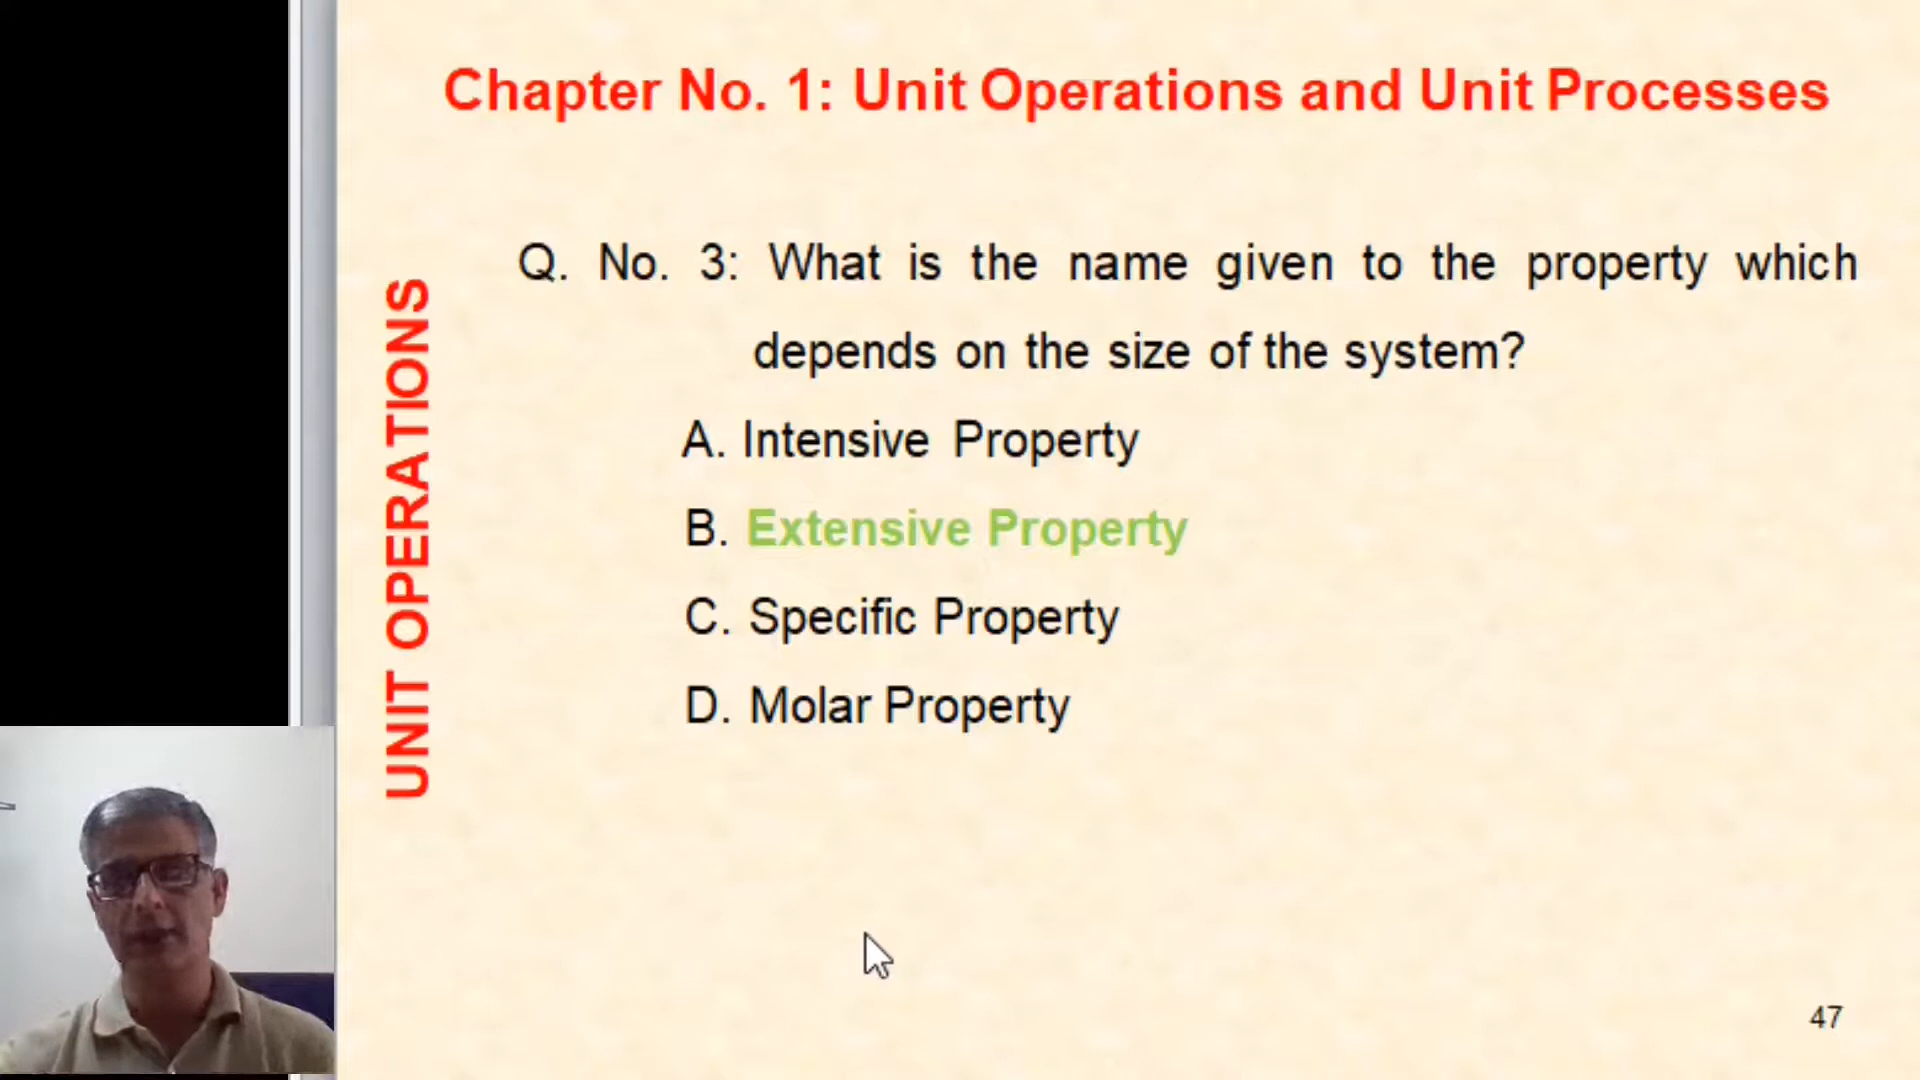 Chapter No. 1: Unit Operations and Unit Processes
UNIT OPERATIONS
Q. No. 3: What is the name given to the property which
depends on the size of the system?
A. Intensive Property
B. Extensive Property
C. Specific Property
D. Molar Property
47